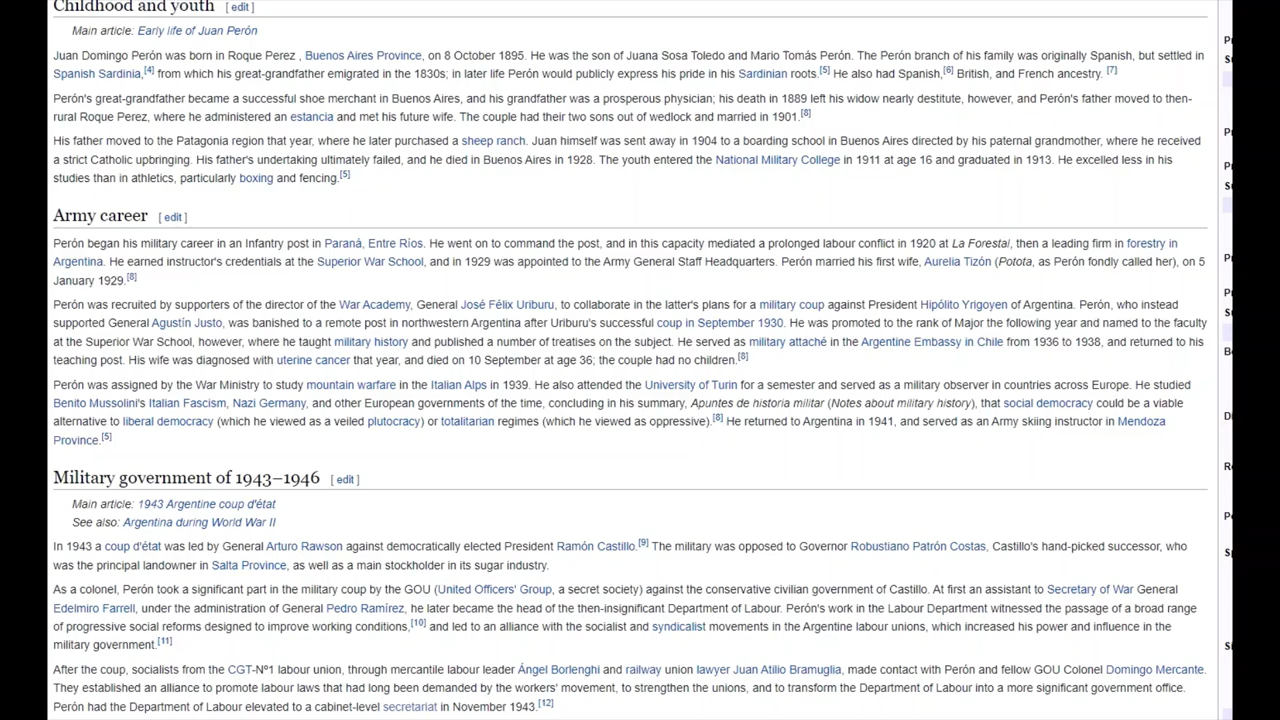 Childhood and youth [ edit ]
Main article: Early life of Juan Perón
Juan Domingo Perón was born in Roque Perez , Buenos Aires Province, on 8 October 1895. He was the son of Juana Sosa Toledo and Mario Tomás Perón. The Perón branch of his family was originally Spanish, but settled in
Spanish Sardinia,[4] from which his great-grandfather emigrated in the 1830s; in later life Perón would publicly express his pride in his Sardinian roots.[5] He also had Spanish,[6] British, and French ancestry. [7]
Perón's great-grandfather became a successful shoe merchant in Buenos Aires, and his grandfather was a prosperous physician; his death in 1889 left his widow nearly destitute, however, and Perón's father moved to then-
rural Roque Perez, where he administered an estancia and met his future wife. The couple had their two sons out of wedlock and married in 1901.[8]
His father moved to the Patagonia region that year, where he later purchased a sheep ranch. Juan himself was sent away in 1904 to a boarding school in Buenos Aires directed by his paternal grandmother, where he received
a strict Catholic upbringing. His father's undertaking ultimately failed, and he died in Buenos Aires in 1928. The youth entered the National Military College in 1911 at age 16 and graduated in 1913. He excelled less in his
studies than in athletics, particularly boxing and fencing.[5]
Army career [ edit ]
Perón began his military career in an Infantry post in Paraná, Entre Ríos. He went on to command the post, and in this capacity mediated a prolonged labour conflict in 1920 at La Forestal, then a leading firm in forestry in
Argentina. He earned instructor's credentials at the Superior War School, and in 1929 was appointed to the Army General Staff Headquarters. Perón married his first wife, Aurelia Tizón (Potota, as Perón fondly called her), on 5
January 1929.[8]
Perón was recruited by supporters of the director of the War Academy, General José Félix Uriburu, to collaborate in the latter's plans for a military coup against President Hipólito Yrigoyen of Argentina. Perón, who instead
supported General Agustín Justo, was banished to a remote post in northwestern Argentina after Uriburu's successful coup in September 1930. He was promoted to the rank of Major the following year and named to the faculty
at the Superior War School, however, where he taught military history and published a number of treatises on the subject. He served as military attaché in the Argentine Embassy in Chile from 1936 to 1938, and returned to his
teaching post. His wife was diagnosed with uterine cancer that year, and died on 10 September at age 36; the couple had no children.[8]
Perón was assigned by the War Ministry to study mountain warfare in the Italian Alps in 1939. He also attended the University of Turin for a semester and served as a military observer in countries across Europe. He studied
Benito Mussolini's Italian Fascism, Nazi Germany, and other European governments of the time, concluding in his summary, Apuntes de historia militar (Notes about military history), that social democracy could be a viable
alternative to liberal democracy (which he viewed as a veiled plutocracy) or totalitarian regimes (which he viewed as oppressive).[8] He returned to Argentina in 1941, and served as an Army skiing instructor in Mendoza
Province.[5]
Military government of 1943–1946 [ edit ]
Main article: 1943 Argentine coup d'état
See also: Argentina during World War II
In 1943 a coup d'état was led by General Arturo Rawson against democratically elected President Ramón Castillo.[9] The military was opposed to Governor Robustiano Patrón Costas, Castillo's hand-picked successor, who
was the principal landowner in Salta Province, as well as a main stockholder in its sugar industry.
As a colonel, Perón took a significant part in the military coup by the GOU (United Officers' Group, a secret society) against the conservative civilian government of Castillo. At first an assistant to Secretary of War General
Edelmiro Farrell, under the administration of General Pedro Ramírez, he later became the head of the then-insignificant Department of Labour. Perón's work in the Labour Department witnessed the passage of a broad range
of progressive social reforms designed to improve working conditions,[10] and led to an alliance with the socialist and syndicalist movements in the Argentine labour unions, which increased his power and influence in the
military government.[11]
After the coup, socialists from the CGT-Nº1 labour union, through mercantile labour leader Ángel Borlenghi and railway union lawyer Juan Atilio Bramuglia, made contact with Perón and fellow GOU Colonel Domingo Mercante.
They established an alliance to promote labour laws that had long been demanded by the workers' movement, to strengthen the unions, and to transform the Department of Labour into a more significant government office.
Perón had the Department of Labour elevated to a cabinet-level secretariat in November 1943.[12]